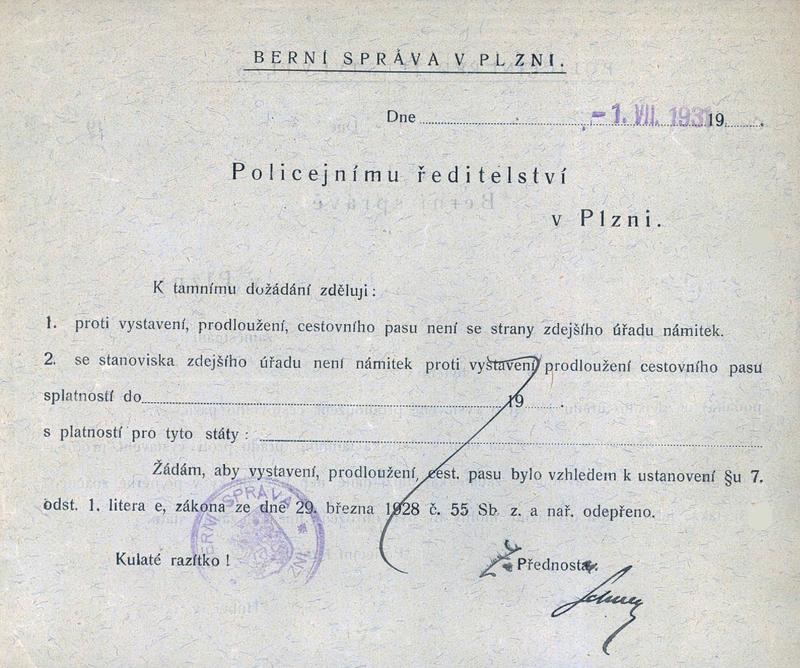 BERNÍ SPRÁVA V PLZNI.
Dne -1. VII. 1931 19
Policejnímu ředitelství
v Plzni.
K tamnímu dožádání zděluji:
1. proti vystavení, prodloužení, cestovního pasu není se strany zdejšího úřadu námitek.
2. se stanoviska zdejšího úřadu není námitek proti vystavení prodloužení cestovního pasu
splatností do 19
s platností pro tyto státy:
Žádám, aby vystavení, prodloužení, cest. pasu bylo vzhledem k ustanovení §u 7.
odst. 1. litera e, zákona ze dne 29. března 1928 č. 55 Sb z. a nař. odepřeno.
BERNÍ SPRÁVA
Kulaté razítko!
Přednosta